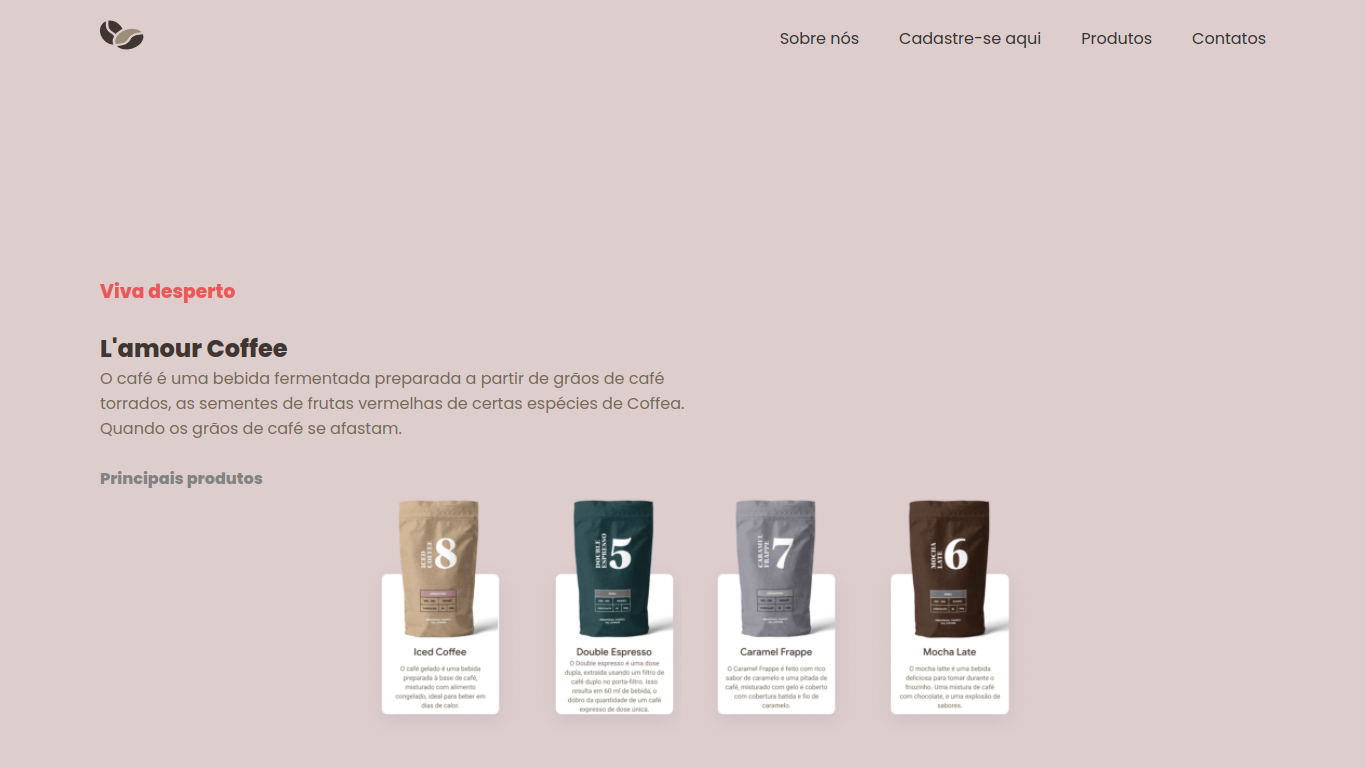 Sobre nós
Cadastre-se aqui
Produtos
Contatos
Viva desperto
L'amour Coffee
O café é uma bebida fermentada preparada a partir de grãos de café
torrados, as sementes de frutas vermelhas de certas espécies de Coffea.
Quando os grãos de café se afastam.
Principais produtos
ICED
COFFEE
8
Iced Coffee
O café gelado é uma bebida
preparada à base de café,
misturado com alimento
congelado, ideal para beber em
dias de calor.
DOUBLE
ESPRESSO
5
Double Espresso
O Double espresso é uma dose
dupla, extraída usando um filtro de
café duplo no porta-filtro. Isso
resulta em 60 ml de bebida, o
dobro da quantidade de um café
expresso de dose única.
CARAMEL
FRAPPE
7
Caramel Frappe
O Caramel Frappe é feito com rico
sabor de caramelo e uma pitada de
café, misturado com gelo e coberto
com cobertura batida e fio de
caramelo.
MOCHA
LATE
6
Mocha Late
O mocha latte é uma bebida
deliciosa para tomar durante o
friozinho. Uma mistura de café
com chocolate, e uma explosão de
sabores.